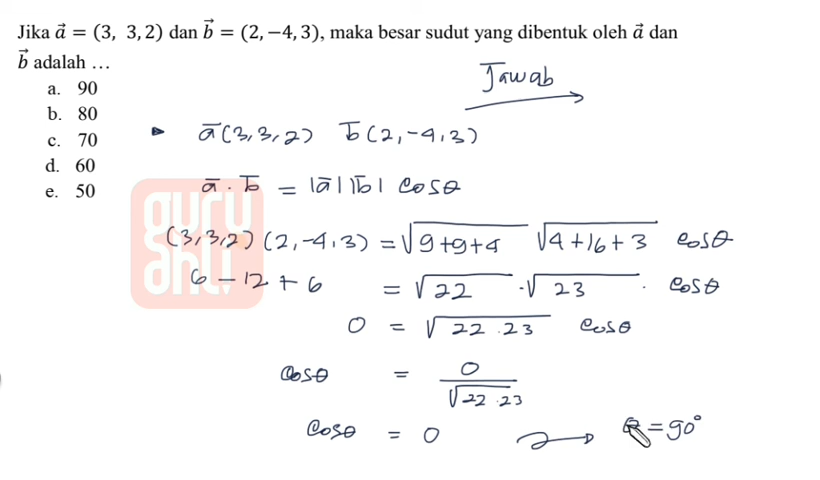 Jika a⃗ = (3, 3,2) dan b⃗ = (2,−4,3), maka besar sudut yang dibentuk oleh a⃗ dan
b⃗ adalah …
a. 90
b. 80
c. 70
d. 60
e. 50
Jawab
a̅(3,3,2) b̅(2,-4,3)
a̅ . b̅ = |a̅| |b̅| cosθ
(3,3,2) (2,-4,3) = √9+9+4 √4+16+3 cosθ
6 - 12 + 6 = √22 . √23 . cosθ
0 = √22 . 23 cosθ
cosθ = 0/√22 . 23
cosθ = 0 → θ = 90°
guru
ahli